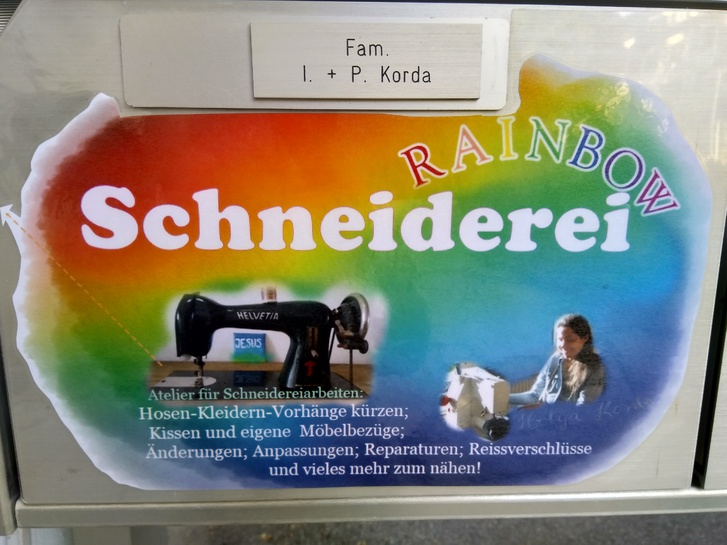 Fam.
I. + P. Korda
RAINBOW
Schneiderei
HELVETIA
JESUS
Atelier für Schneidereiarbeiten:
Hosen-Kleidern-Vorhänge kürzen;
Kissen und eigene Möbelbezüge;
Änderungen; Anpassungen; Reparaturen; Reissverschlüsse
und vieles mehr zum nähen!